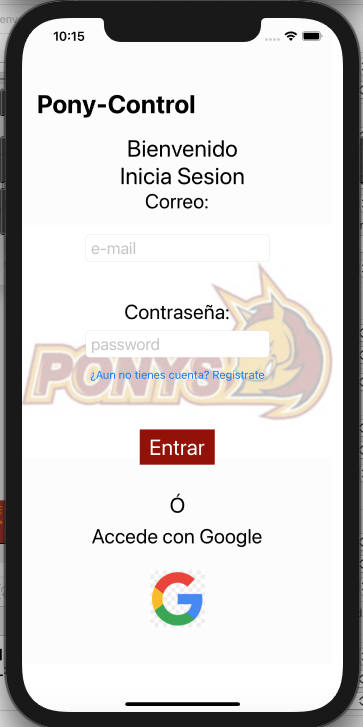 10:15
Pony-Control
Bienvenido
Inicia Sesion
Correo:
e-mail
Contraseña:
PONYS
password
¿Aun no tienes cuenta? Registrate
Entrar
Ó
Accede con Google
G